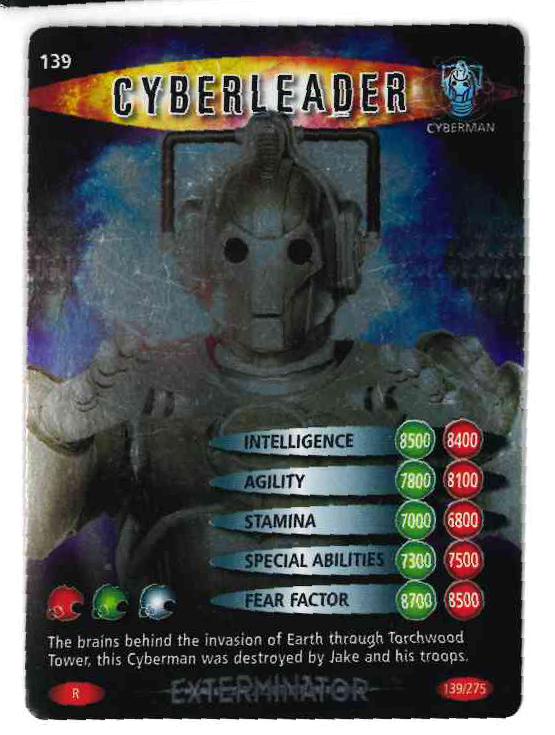 139
CYBERLEADER
CYBERMAN
INTELLIGENCE 8500 8400
AGILITY 7800 8100
STAMINA 7000 6800
SPECIAL ABILITIES 7300 7500
FEAR FACTOR 8700 8500
The brains behind the invasion of Earth through Torchwood
Tower, this Cyberman was destroyed by Jake and his troops.
R EXTERMINATOR 139/275